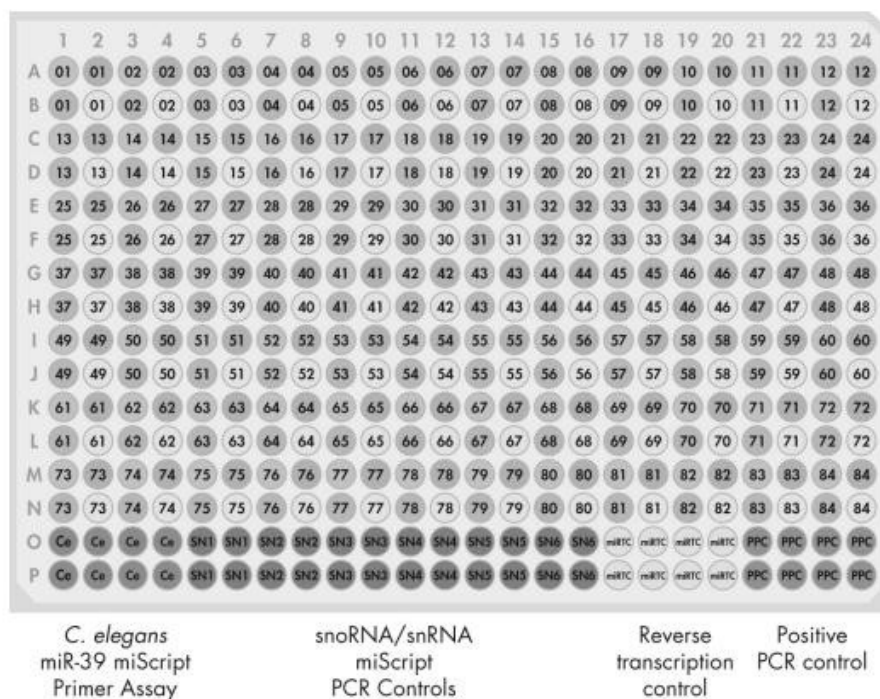 1 2 3 4 5 6 7 8 9 10 11 12 13 14 15 16 17 18 19 20 21 22 23 24
A 01 01 02 02 03 03 04 04 05 05 06 06 07 07 08 08 09 09 10 10 11 11 12 12
B 01 01 02 02 03 03 04 04 05 05 06 06 07 07 08 08 09 09 10 10 11 11 12 12
C 13 13 14 14 15 15 16 16 17 17 18 18 19 19 20 20 21 21 22 22 23 23 24 24
D 13 13 14 14 15 15 16 16 17 17 18 18 19 19 20 20 21 21 22 22 23 23 24 24
E 25 25 26 26 27 27 28 28 29 29 30 30 31 31 32 32 33 33 34 34 35 35 36 36
F 25 25 26 26 27 27 28 28 29 29 30 30 31 31 32 32 33 33 34 34 35 35 36 36
G 37 37 38 38 39 39 40 40 41 41 42 42 43 43 44 44 45 45 46 46 47 47 48 48
H 37 37 38 38 39 39 40 40 41 41 42 42 43 43 44 44 45 45 46 46 47 47 48 48
I 49 49 50 50 51 51 52 52 53 53 54 54 55 55 56 56 57 57 58 58 59 59 60 60
J 49 49 50 50 51 51 52 52 53 53 54 54 55 55 56 56 57 57 58 58 59 59 60 60
K 61 61 62 62 63 63 64 64 65 65 66 66 67 67 68 68 69 69 70 70 71 71 72 72
L 61 61 62 62 63 63 64 64 65 65 66 66 67 67 68 68 69 69 70 70 71 71 72 72
M 73 73 74 74 75 75 76 76 77 77 78 78 79 79 80 80 81 81 82 82 83 83 84 84
N 73 73 74 74 75 75 76 76 77 77 78 78 79 79 80 80 81 81 82 82 83 83 84 84
O Ce Ce Ce Ce SN1 SN1 SN2 SN2 SN3 SN3 SN4 SN4 SN5 SN5 SN6 SN6 miRTC miRTC miRTC miRTC PPC PPC PPC PPC
P Ce Ce Ce Ce SN1 SN1 SN2 SN2 SN3 SN3 SN4 SN4 SN5 SN5 SN6 SN6 miRTC miRTC miRTC miRTC PPC PPC PPC PPC
C. elegans
miR-39 miScript
Primer Assay
snoRNA/snRNA
miScript
PCR Controls
Reverse
transcription
control
Positive
PCR control